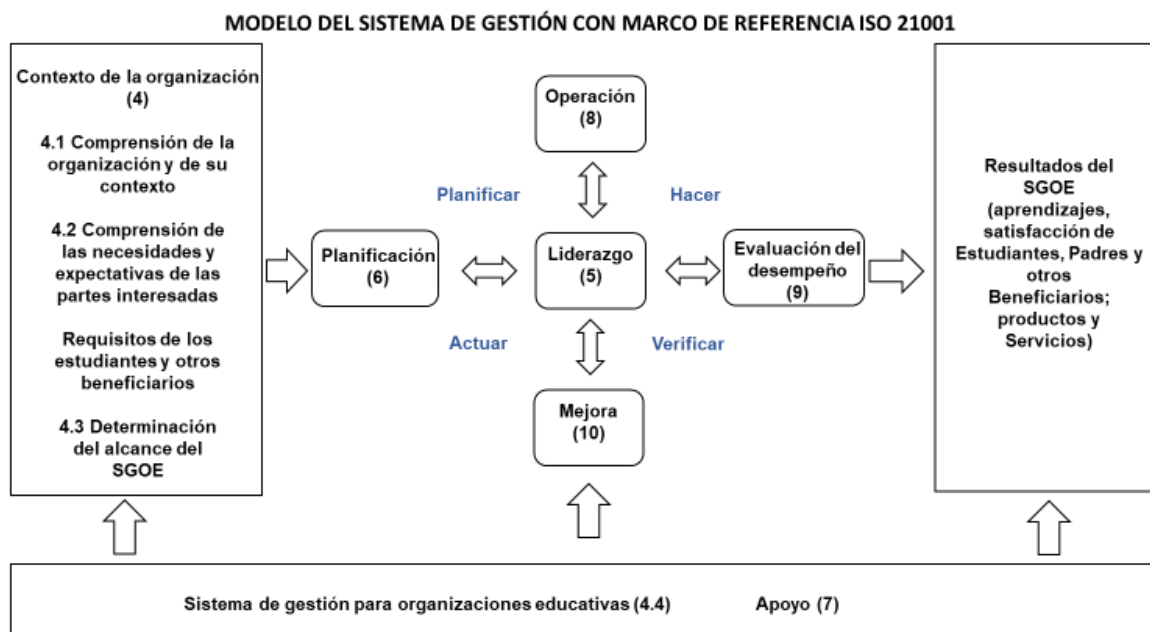 MODELO DEL SISTEMA DE GESTIÓN CON MARCO DE REFERENCIA ISO 21001
Contexto de la organización
(4)
4.1 Comprensión de la
organización y de su
contexto
4.2 Comprensión de
las necesidades y
expectativas de las
partes interesadas
Requisitos de los
estudiantes y otros
beneficiarios
4.3 Determinación
del alcance del
SGOE
Operación
(8)
Planificar
Hacer
Planificación
(6)
Liderazgo
(5)
Evaluación del
desempeño
(9)
Actuar
Verificar
Mejora
(10)
Resultados del
SGOE
(aprendizajes,
satisfacción de
Estudiantes, Padres y
otros
Beneficiarios;
productos y
Servicios)
Sistema de gestión para organizaciones educativas (4.4) Apoyo (7)